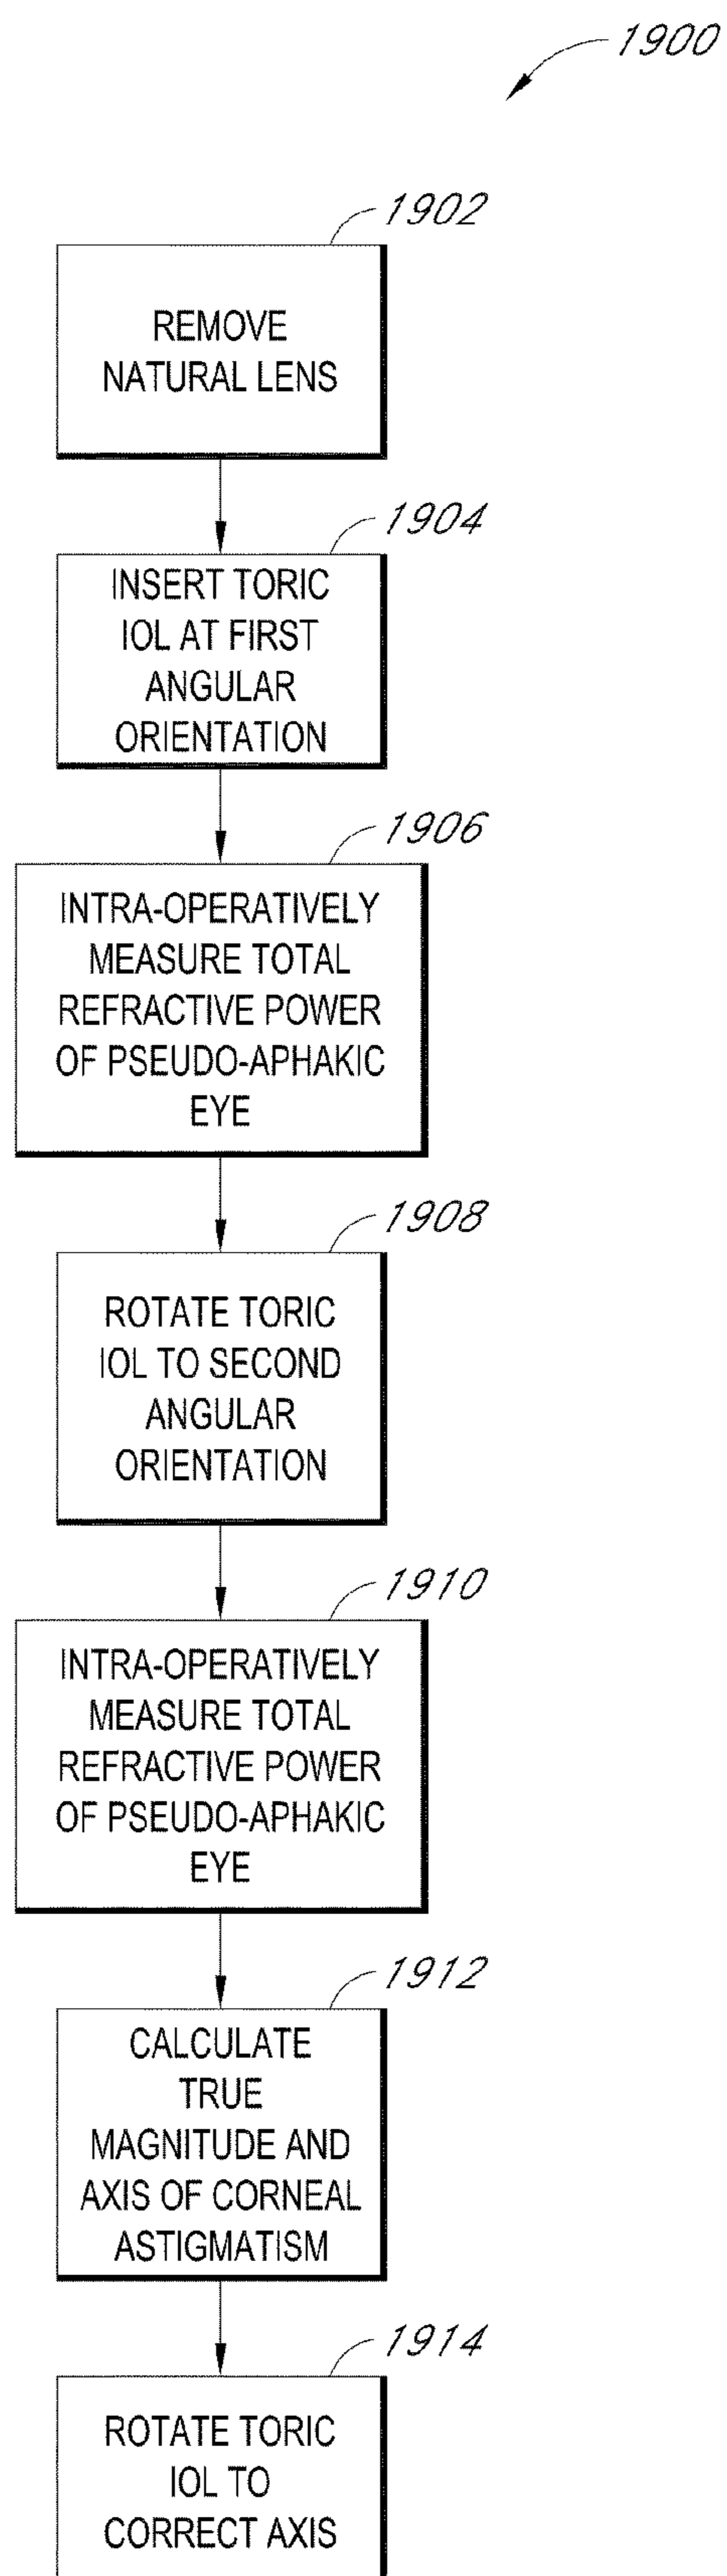 1900
1902
REMOVE
NATURAL LENS
1904
INSERT TORIC
IOL AT FIRST
ANGULAR
ORIENTATION
1906
INTRA-OPERATIVELY
MEASURE TOTAL
REFRACTIVE POWER
OF PSEUDO-APHAKIC
EYE
1908
ROTATE TORIC
IOL TO SECOND
ANGULAR
ORIENTATION
1910
INTRA-OPERATIVELY
MEASURE TOTAL
REFRACTIVE POWER
OF PSEUDO-APHAKIC
EYE
1912
CALCULATE
TRUE
MAGNITUDE AND
AXIS OF CORNEAL
ASTIGMATISM
1914
ROTATE TORIC
IOL TO
CORRECT AXIS